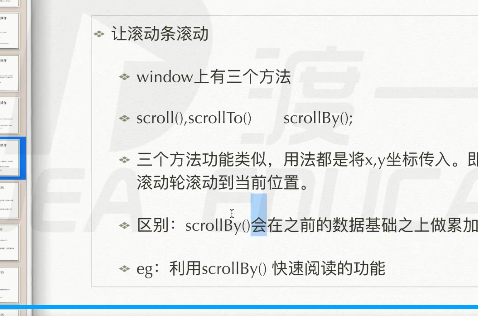 让滚动条滚动
window上有三个方法
scroll(),scrollTo() scrollBy();
三个方法功能类似，用法都是将x,y坐标传入。即
滚动轮滚动到当前位置。
区别：scrollBy()会在之前的数据基础之上做累加
eg：利用scrollBy() 快速阅读的功能